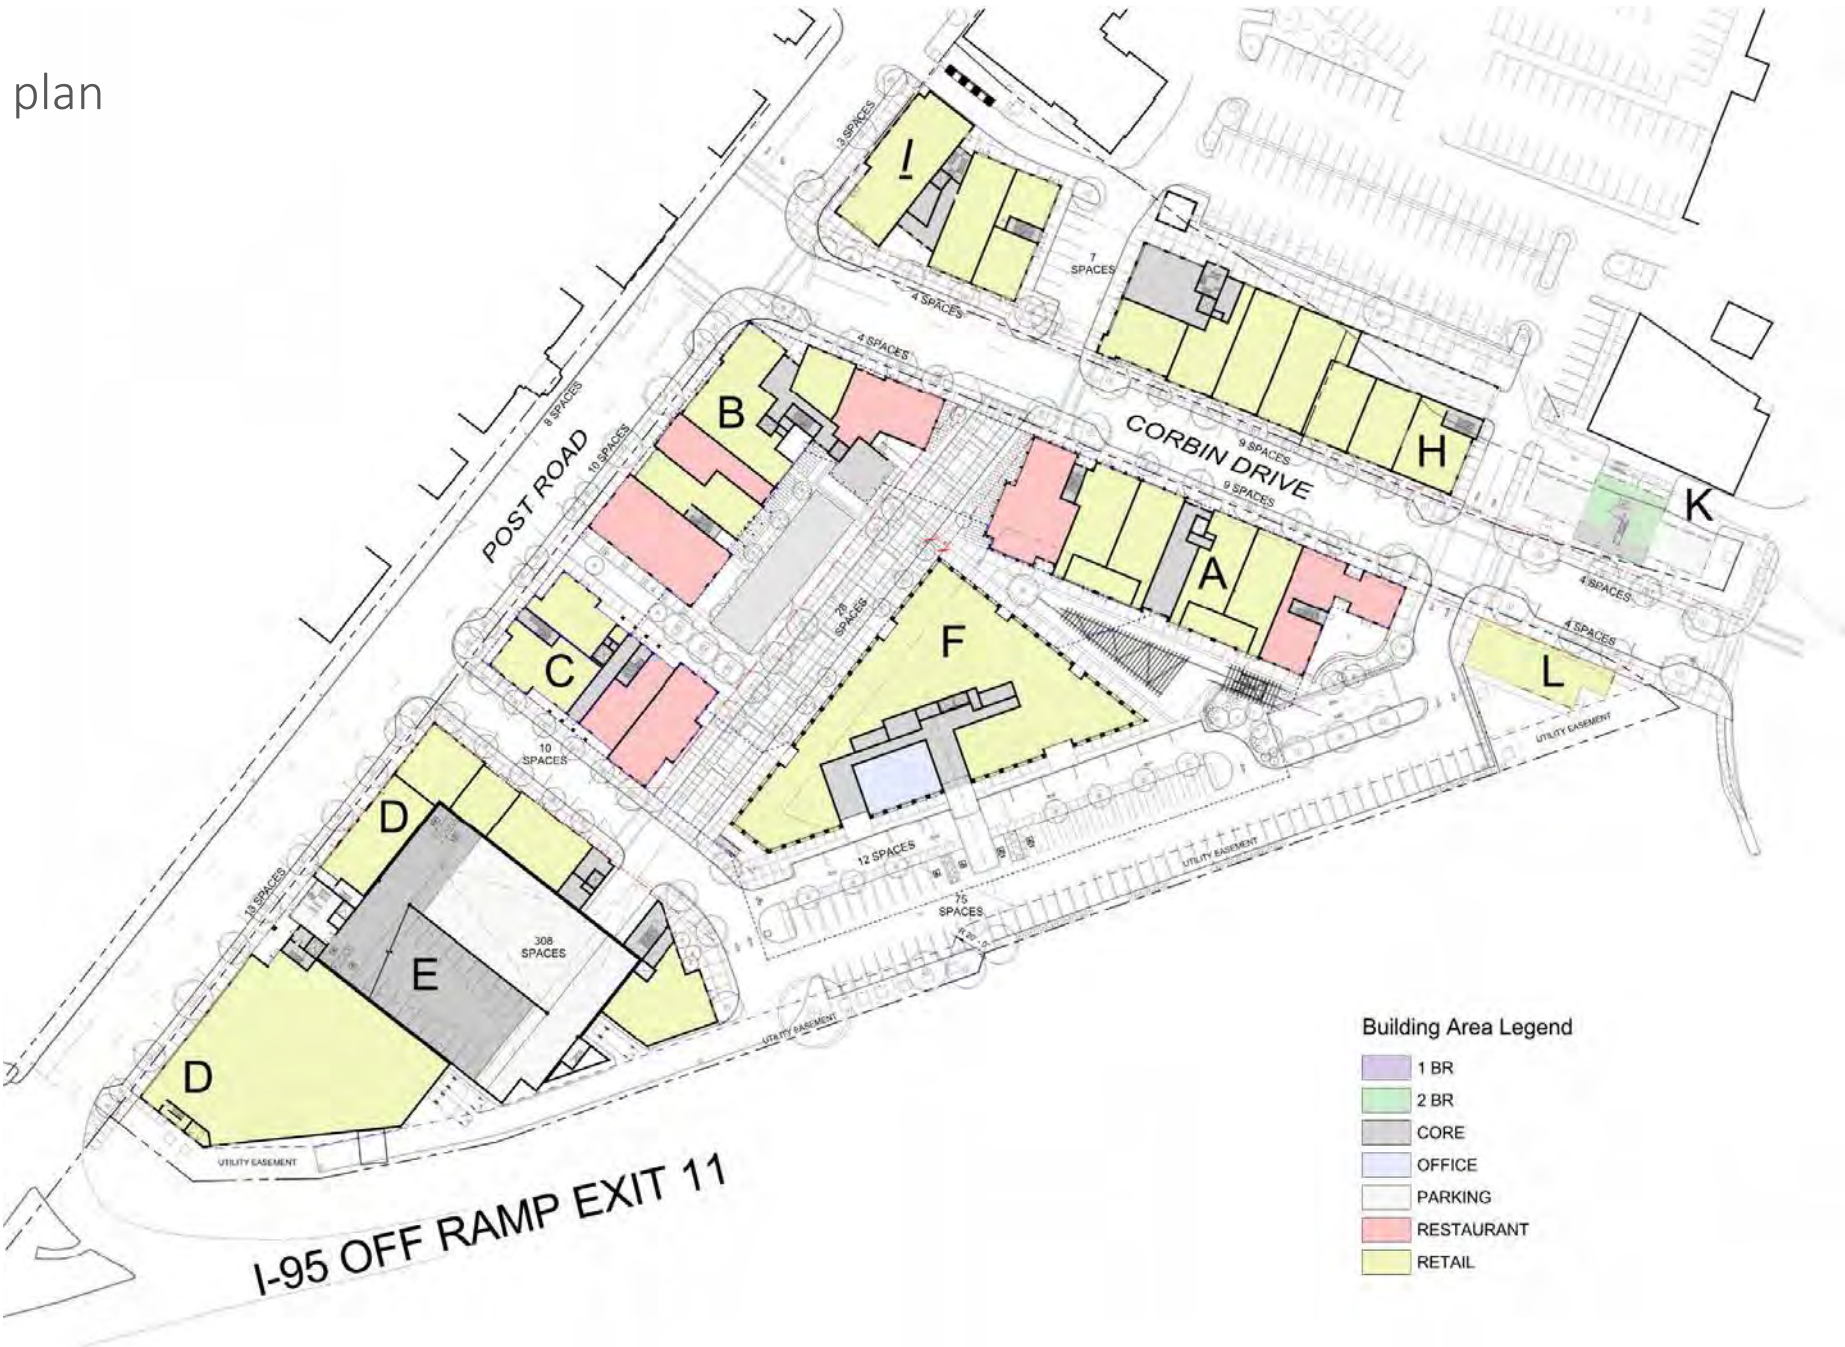 plan
3 SPACES
I
7
SPACES
4 SPACES
4 SPACES
8 SPACES
10 SPACES
POST ROAD
B
CORBIN DRIVE
9 SPACES
9 SPACES
H
K
A
4 SPACES
4 SPACES
L
UTILITY EASEMENT
28
SPACES
F
C
10
SPACES
D
13 SPACES
12 SPACES
UTILITY EASEMENT
75
SPACES
308
SPACES
E
UTILITY EASEMENT
D
UTILITY EASEMENT
I-95 OFF RAMP EXIT 11
Building Area Legend
1 BR
2 BR
CORE
OFFICE
PARKING
RESTAURANT
RETAIL